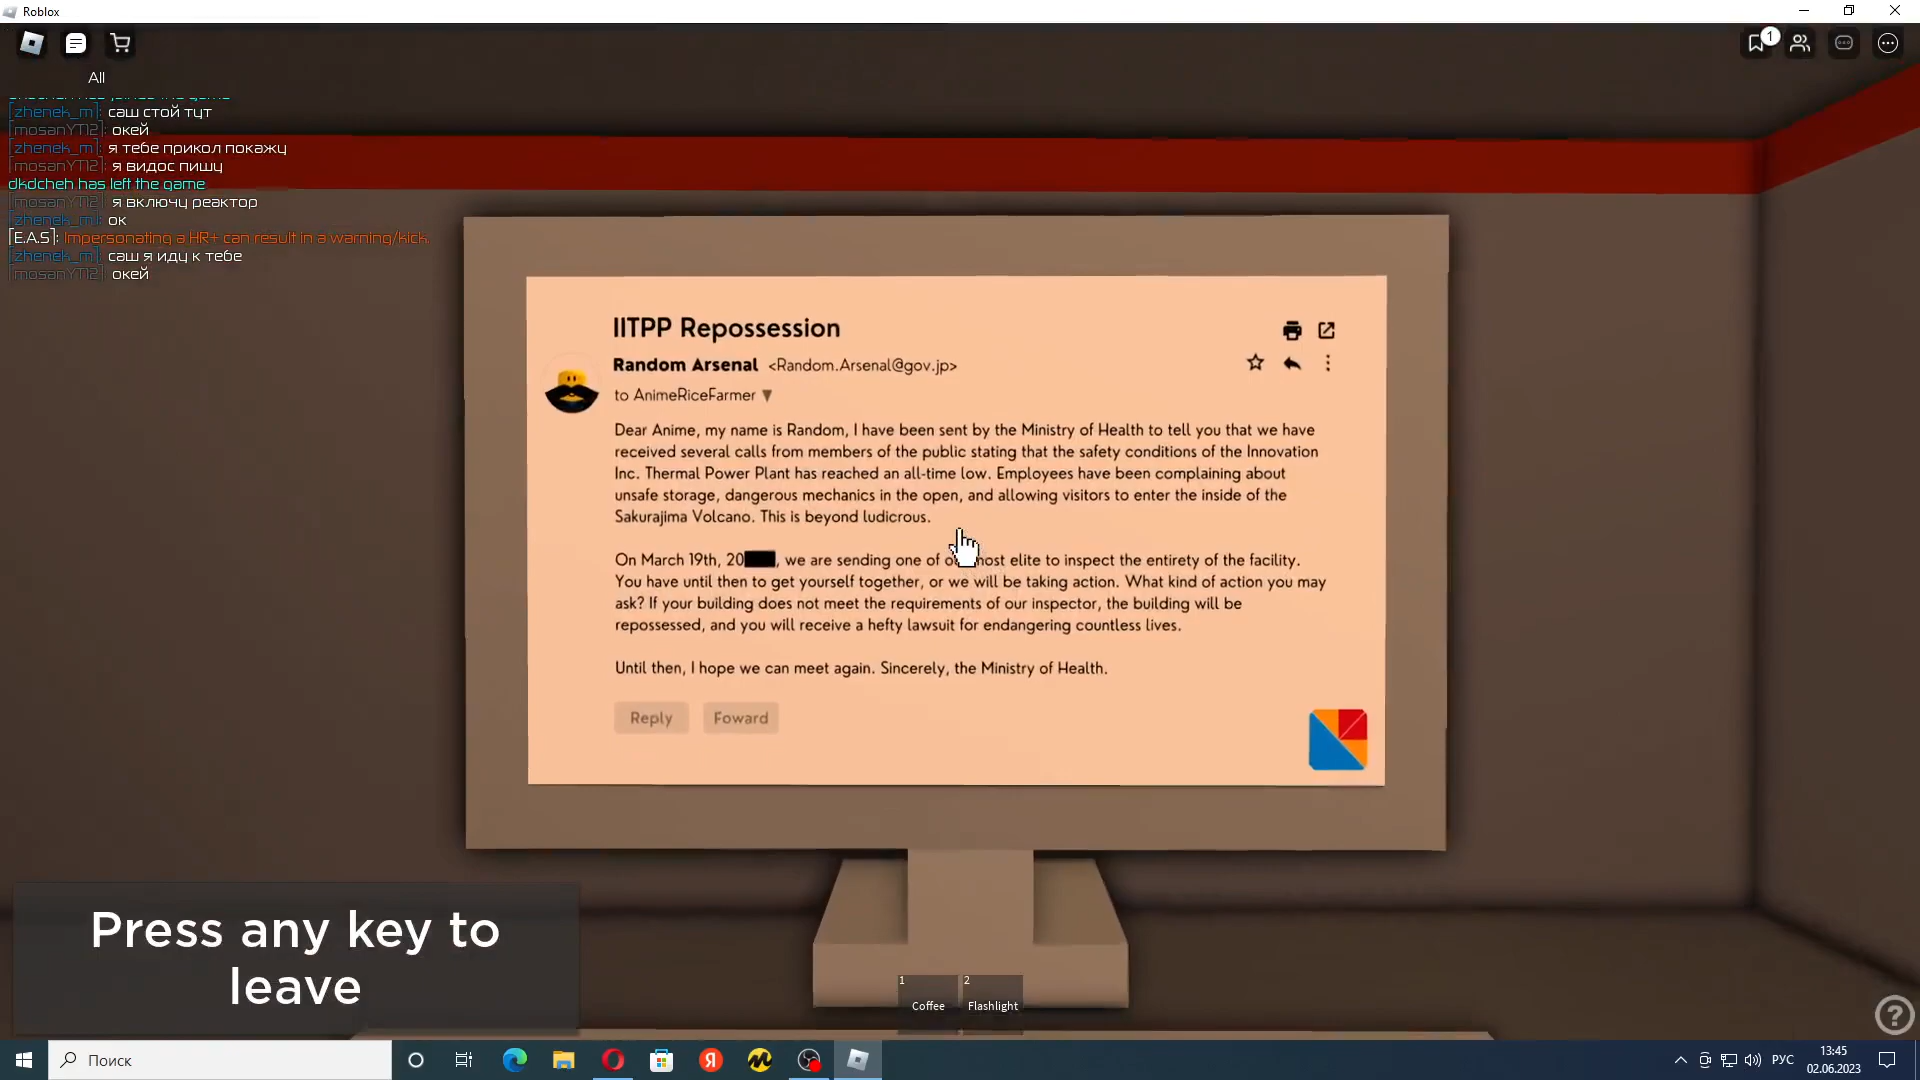 Roblox
1
All
[zhenek_m]: саш стой тут
[mosanYT12]: окей
[zhenek_m]: я тебе прикол покажу
[mosanYT12]: я видос пишу
dkdcheh has left the game
[mosanYT12]: я включу реактор
[zhenek_m]: ок
[E.A.S]: Impersonating a HR+ can result in a warning/kick.
[zhenek_m]: саш я иду к тебе
[mosanYT12]: окей
IITPP Repossession
Random Arsenal <Random.Arsenal@gov.jp>
to AnimeRiceFarmer
Dear Anime, my name is Random, I have been sent by the Ministry of Health to tell you that we have
received several calls from members of the public stating that the safety conditions of the Innovation
Inc. Thermal Power Plant has reached an all-time low. Employees have been complaining about
unsafe storage, dangerous mechanics in the open, and allowing visitors to enter the inside of the
Sakurajima Volcano. This is beyond ludicrous.
On March 19th, 20 , we are sending one of most elite to inspect the entirety of the facility.
You have until then to get yourself together, or we will be taking action. What kind of action you may
ask? If your building does not meet the requirements of our inspector, the building will be
repossessed, and you will receive a hefty lawsuit for endangering countless lives.
Until then, I hope we can meet again. Sincerely, the Ministry of Health.
Reply Foward
Press any key to
leave
1 2
Coffee Flashlight
?
Поиск
РУС
13:45
02.06.2023